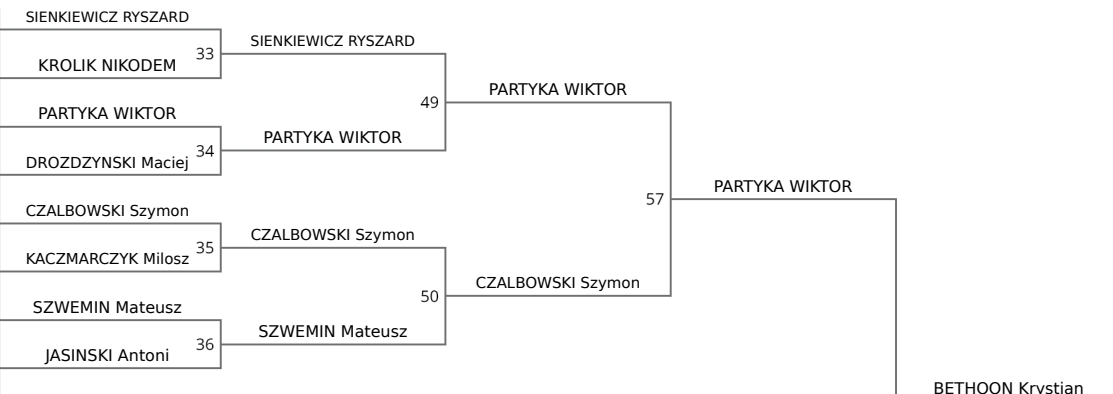 SIENKIEWICZ RYSZARD
33
KROLIK NIKODEM
SIENKIEWICZ RYSZARD
49
PARTYKA WIKTOR
34
DROZDZYNSKI Maciej
PARTYKA WIKTOR
PARTYKA WIKTOR
57
CZALBOWSKI Szymon
35
KACZMARCZYK Milosz
CZALBOWSKI Szymon
50
SZWEMIN Mateusz
36
JASINSKI Antoni
SZWEMIN Mateusz
CZALBOWSKI Szymon
PARTYKA WIKTOR
BETHOON Krystian